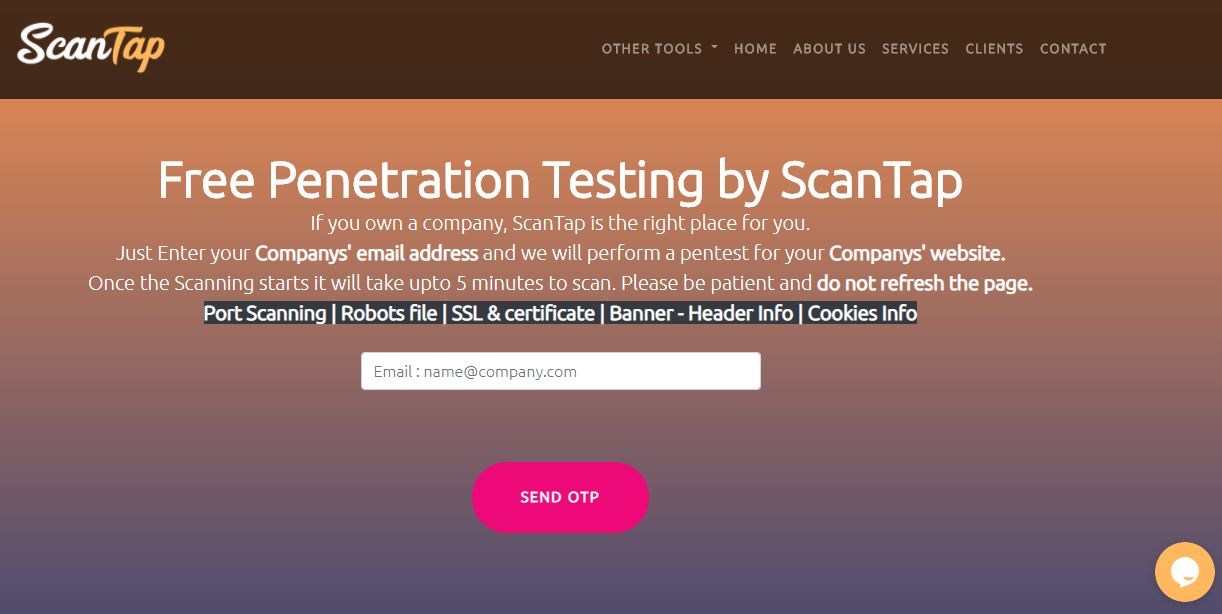 ScanTap
OTHER TOOLS HOME ABOUT US SERVICES CLIENTS CONTACT
Free Penetration Testing by ScanTap
If you own a company, ScanTap is the right place for you.
Just Enter your Companys' email address and we will perform a pentest for your Companys' website.
Once the Scanning starts it will take upto 5 minutes to scan. Please be patient and do not refresh the page.
Port Scanning | Robots file | SSL & certificate | Banner - Header Info | Cookies Info
Email : name@company.com
SEND OTP